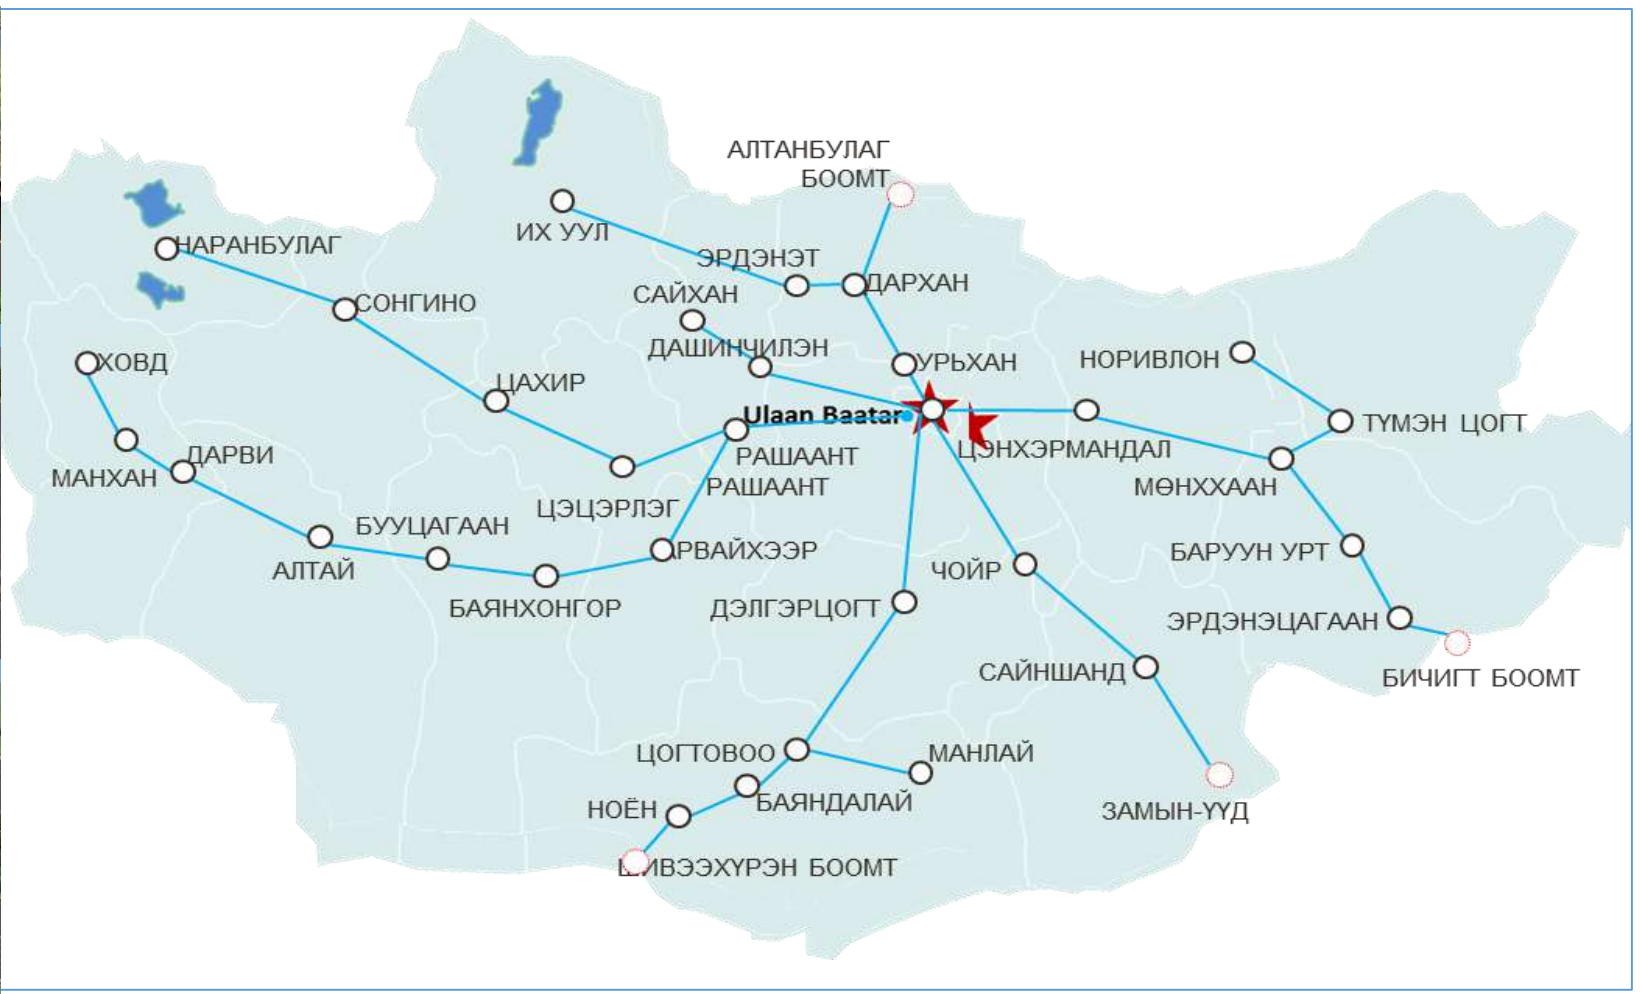 АЛТАНБУЛАГ
БООМТ
ИХ УУЛ
НАРАНБУЛАГ
ЭРДЭНЭТ
ДАРХАН
САЙХАН
СОНГИНО
ДАШИНЧИЛЭН
УРЬХАН
НОРИВЛОН
ХОВД
ЦАХИР
Ulaan Baatar
ТҮМЭН ЦОГТ
ЦЭНХЭРМАНДАЛ
ДАРВИ
РАШААНТ
МАНХАН
РАШААНТ
МӨНХХААН
ЦЭЦЭРЛЭГ
БУУЦАГААН
АРВАЙХЭЭР
БАРУУН УРТ
АЛТАЙ
ЧОЙР
БАЯНХОНГОР
ДЭЛГЭРЦОГТ
ЭРДЭНЭЦАГААН
САЙНШАНД
БИЧИГТ БООМТ
ЦОГТОВОО
МАНЛАЙ
БАЯНДАЛАЙ
НОЁН
ЗАМЫН-ҮҮД
ШИВЭЭХҮРЭН БООМТ